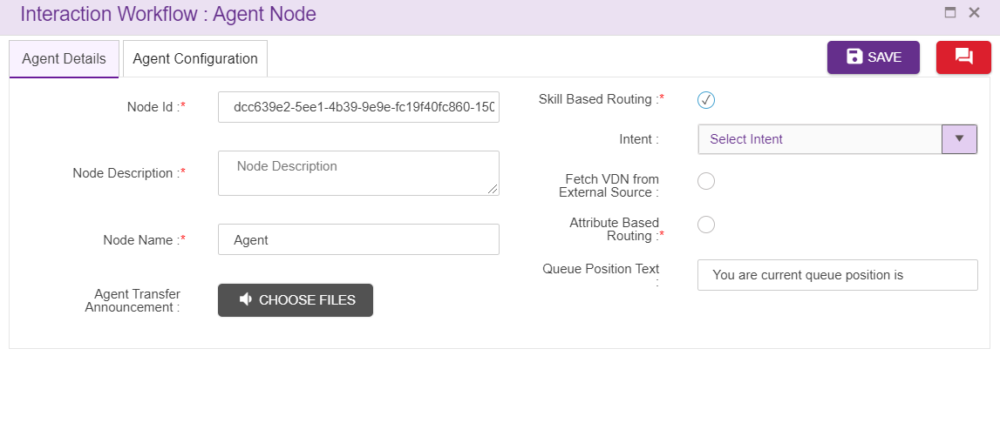 Interaction Workflow : Agent Node
Agent Details
Agent Configuration
SAVE
Node Id :*
dcc639e2-5ee1-4b39-9e9e-fc19f40fc860-150
Node Description :*
Node Description
Node Name :*
Agent
Agent Transfer
Announcement :
CHOOSE FILES
Skill Based Routing :*
Intent :
Select Intent
Fetch VDN from
External Source :
Attribute Based
Routing :*
Queue Position Text
:
You are current queue position is